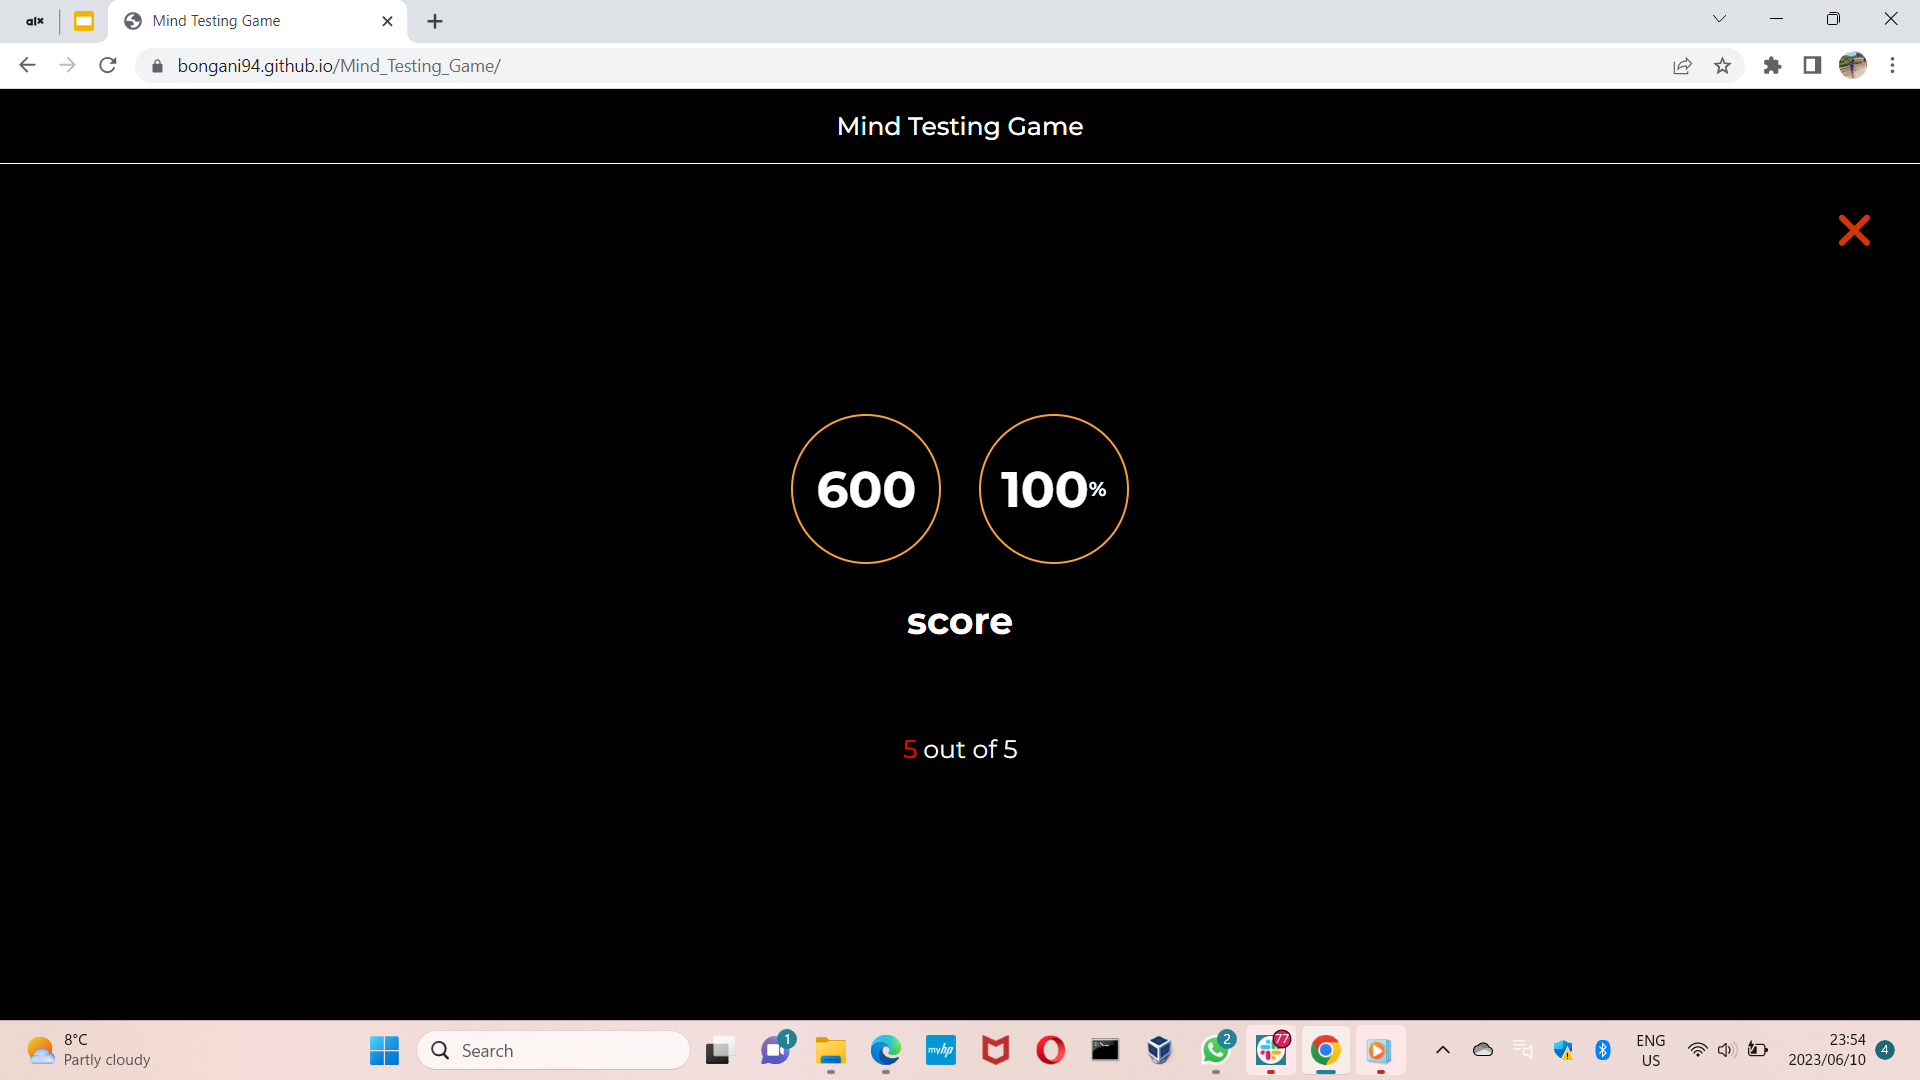 alx
Mind Testing Game
bongani94.github.io/Mind_Testing_Game/
Mind Testing Game
600
100%
score
5 out of 5
8°C
Partly cloudy
Search
1
myhp
2
77
ENG
US
23:54
2023/06/10
4